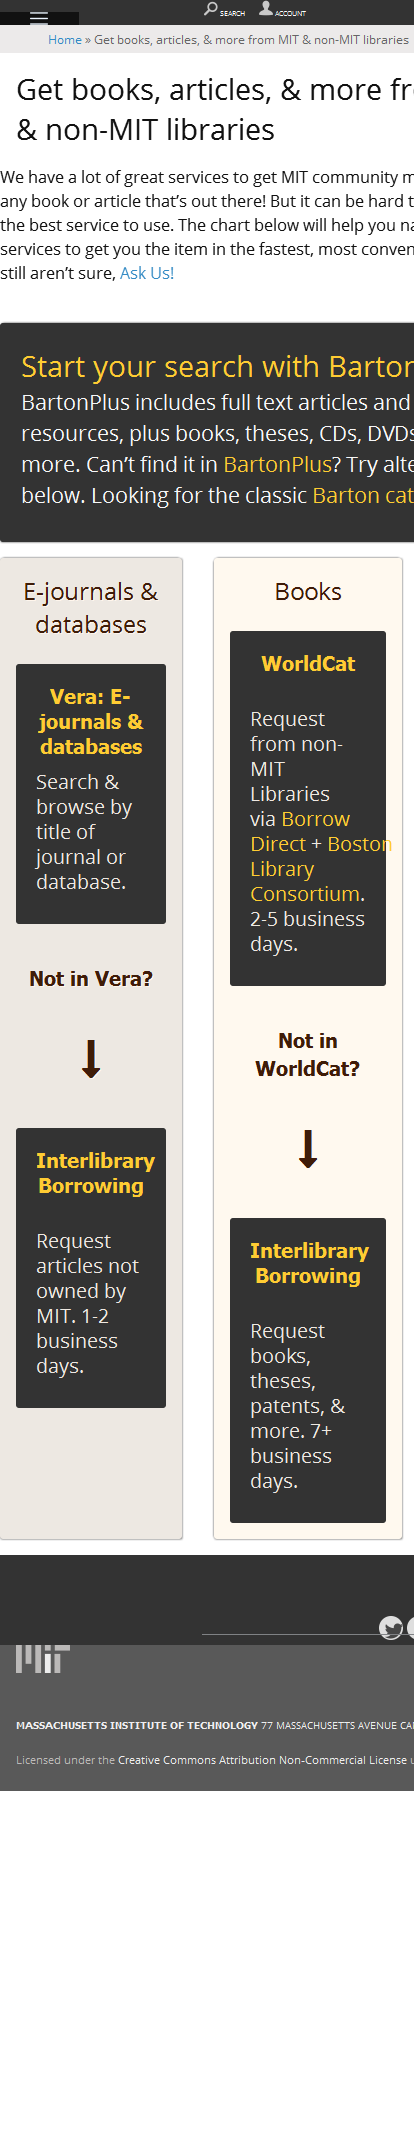 SEARCH ACCOUNT
Home » Get books, articles, & more from MIT & non-MIT libraries
Get books, articles, & more
& non-MIT libraries
We have a lot of great services to get MIT community
any book or article that’s out there! But it can be hard
the best service to use. The chart below will help you
services to get you the item in the fastest, most
still aren’t sure, Ask Us!
Start your search with
BartonPlus includes full text articles and
resources, plus books, theses, CDs,
more. Can’t find it in BartonPlus? Try
below. Looking for the classic Barton
E-journals &
databases
Vera: E-
journals &
databases
Search &
browse by
title of
journal or
database.
Not in Vera?
Interlibrary
Borrowing
Request
articles not
owned by
MIT. 1-2
business
days.
Books
WorldCat
Request
from non-
MIT
Libraries
via Borrow
Direct + Boston
Library
Consortium.
2-5 business
days.
Not in
WorldCat?
Interlibrary
Borrowing
Request
books,
theses,
patents, &
more. 7+
business
days.
MIT
MASSACHUSETTS INSTITUTE OF TECHNOLOGY 77 MASSACHUSETTS AVENUE
Licensed under the Creative Commons Attribution Non-Commercial License